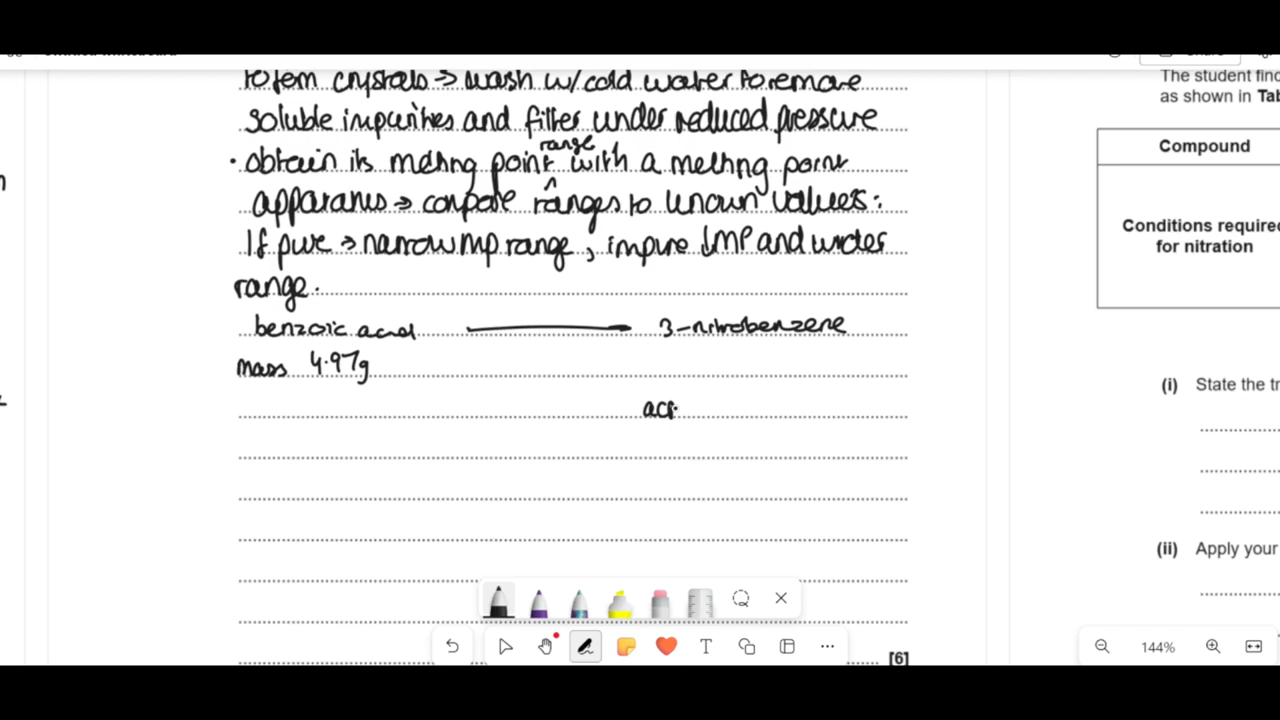 to form crystals → wash w/ cold water to remove
soluble impurities and filter under reduced pressure
range
• obtain its melting point ^ with a melting point
apparatus → compare ranges to known values:
If pure → narrow mp range, impure ↓MP and wider
range.
benzoic acid → 3-nitrobenzene
mass 4.97g
act
[6]
The student find
as shown in Tab
Compound
Conditions required
for nitration
(i) State the tr
(ii) Apply your
144%